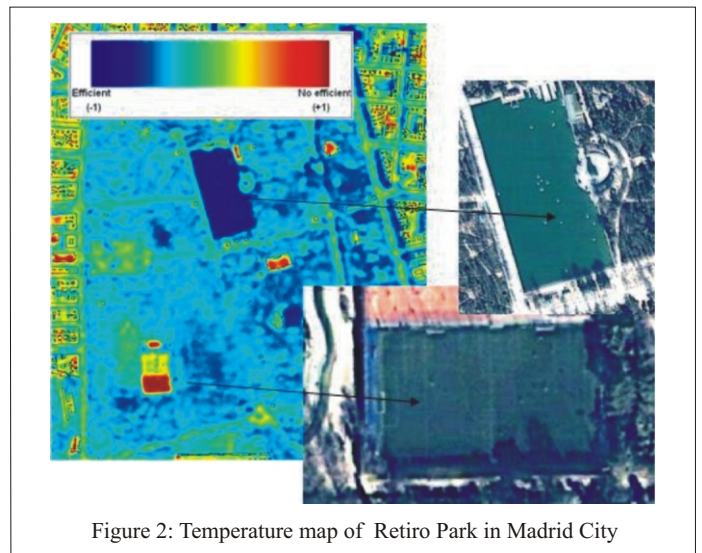 Efficient No efficient
(-1) (+1)
Figure 2: Temperature map of Retiro Park in Madrid City